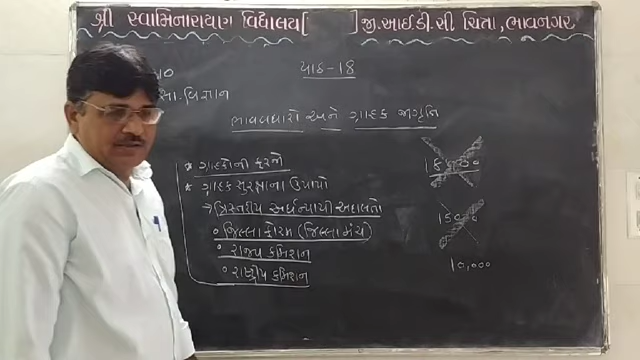 શ્રી સ્વામિનારાયણ વિદ્યાલય [ ] જી.આઈ.ડી.સી. ચિત્રા, ભાવનગર
૧૦
પાઠ-18
સા.વિજ્ઞાન
ભાવવધારો અને ગ્રાહક જાગૃતિ
* ગ્રાહકોની ફરજો
* ગ્રાહક સુરક્ષાના ઉપાયો
→ ત્રિસ્તરીય અર્ધન્યાયી અદાલતો
• જિલ્લા ફોરમ (જિલ્લા મંચ)
• રાજ્ય કમિશન
• રાષ્ટ્રીય કમિશન
10,000